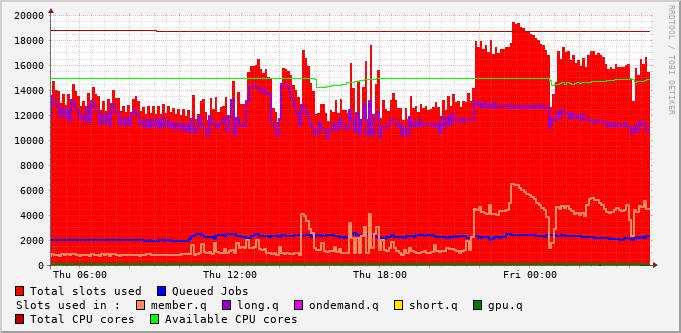 RRDTOOL / TOBI OETIKER
20000
18000
16000
14000
12000
10000
8000
6000
4000
2000
0
Thu 06:00 Thu 12:00 Thu 18:00 Fri 00:00
Total slots used Queued Jobs
Slots used in : member.q long.q ondemand.q short.q gpu.q
Total CPU cores Available CPU cores